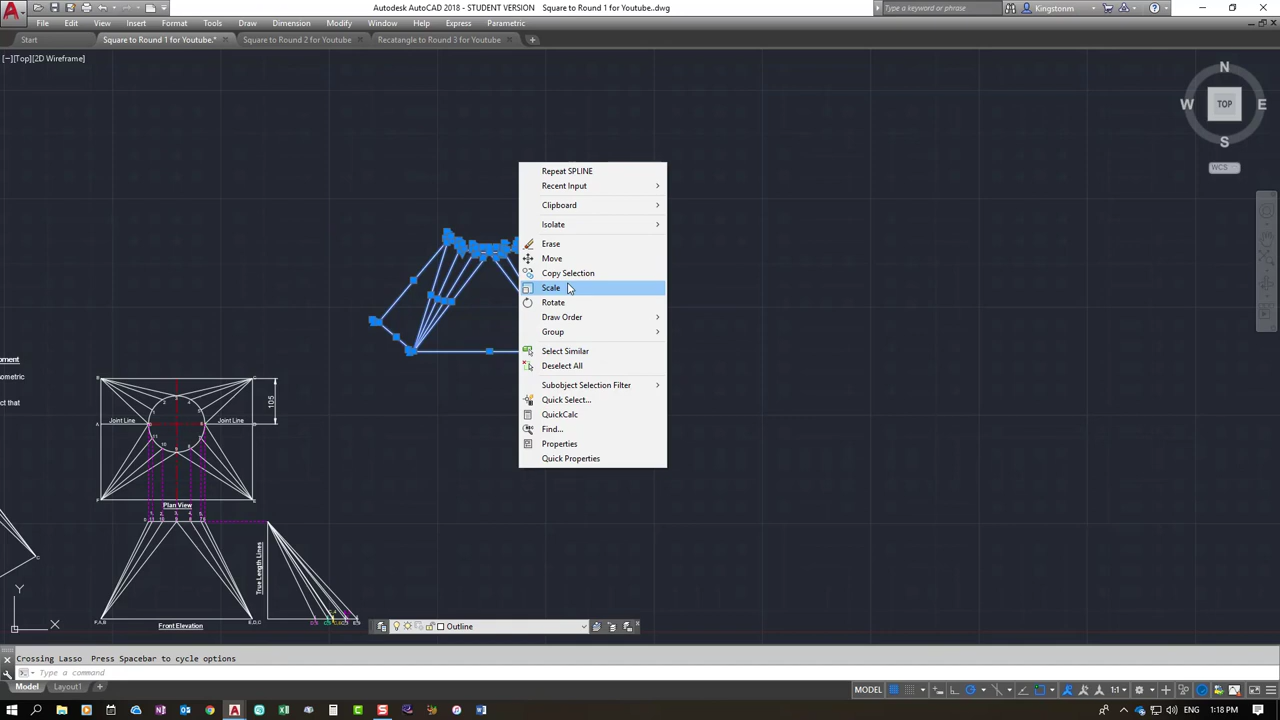 Autodesk AutoCAD 2018 - STUDENT VERSION Square to Round 1 for Youtube..dwg
Type a keyword or phrase
Kingstonm
File Edit View Insert Format Tools Draw Dimension Modify Window Help Express Parametric
Start
Square to Round 1 for Youtube.*
Square to Round 2 for Youtube
Recatangle to Round 3 for Youtube
[−][Top][2D Wireframe]
N
W TOP E
S
WCS
Repeat SPLINE
Recent Input
Clipboard
Isolate
Erase
Move
Copy Selection
Scale
Rotate
Draw Order
Group
Select Similar
Deselect All
Subobject Selection Filter
Quick Select...
QuickCalc
Find...
Properties
Quick Properties
opment
ometric
ct that
Joint Line
Joint Line
105
Plan View
True Length Lines
F,A,B
E,D,C
Front Elevation
C
Y
X
Outline
Crossing Lasso Press Spacebar to cycle options
Type a command
Model Layout1
MODEL
1:1
1:18 PM